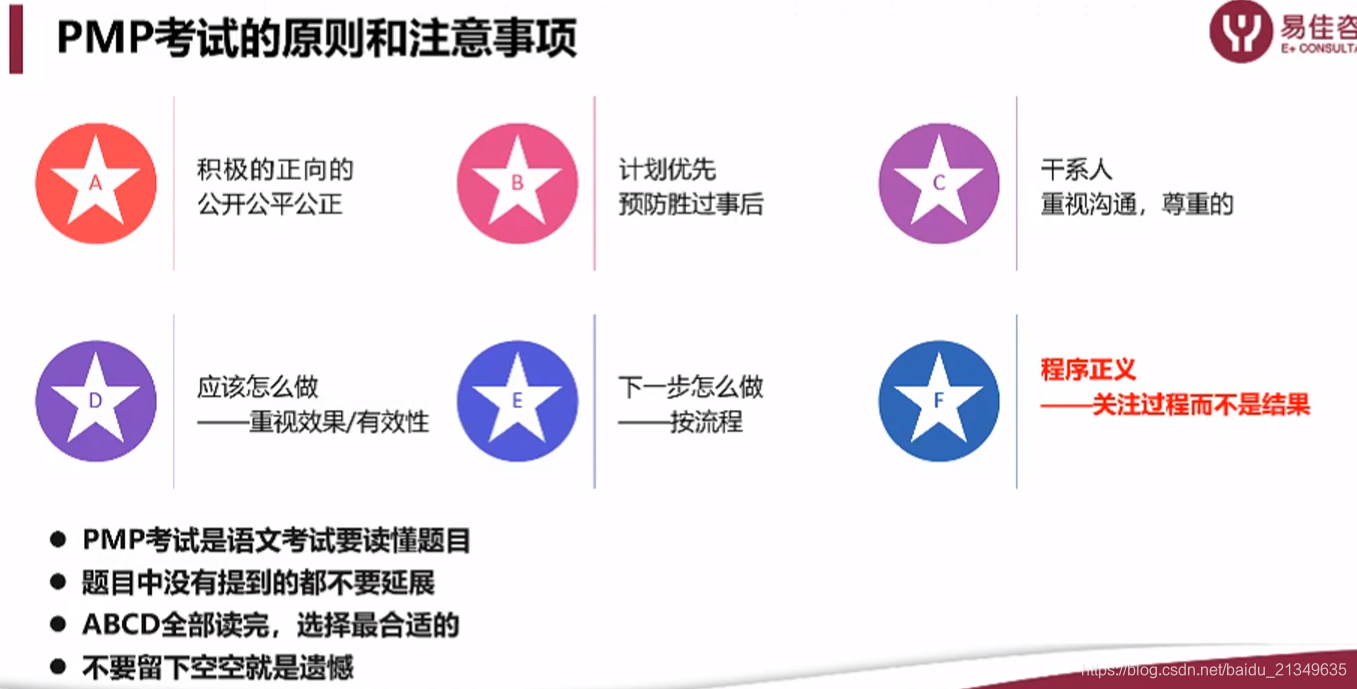 PMP考试的原则和注意事项
易佳咨
E+ CONSULTA
A
积极的正向的
公开公平公正
B
计划优先
预防胜过事后
C
干系人
重视沟通，尊重的
D
应该怎么做
——重视效果/有效性
E
下一步怎么做
——按流程
F
程序正义
——关注过程而不是结果
● PMP考试是语文考试要读懂题目
● 题目中没有提到的都不要延展
● ABCD全部读完，选择最合适的
● 不要留下空空就是遗憾
https://blog.csdn.net/baidu_21349635